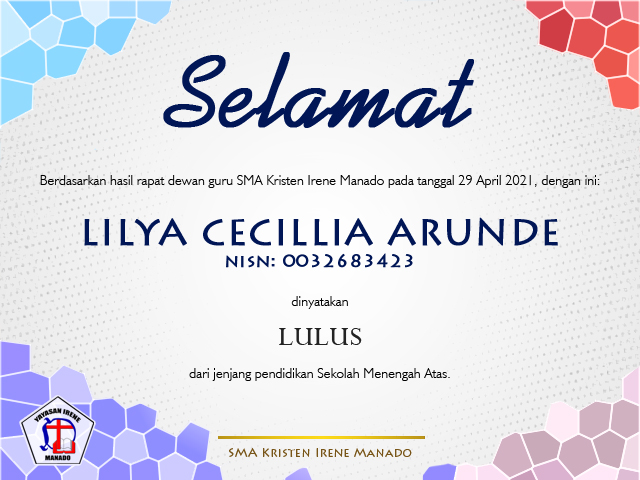 Selamat
Berdasarkan hasil rapat dewan guru SMA Kristen Irene Manado pada tanggal 29 April 2021, dengan ini:
LILYA CECILLIA ARUNDE
NISN: 0032683423
dinyatakan
LULUS
dari jenjang pendidikan Sekolah Menengah Atas.
YAYASAN IRENE
MANADO
SMA KRISTEN IRENE MANADO